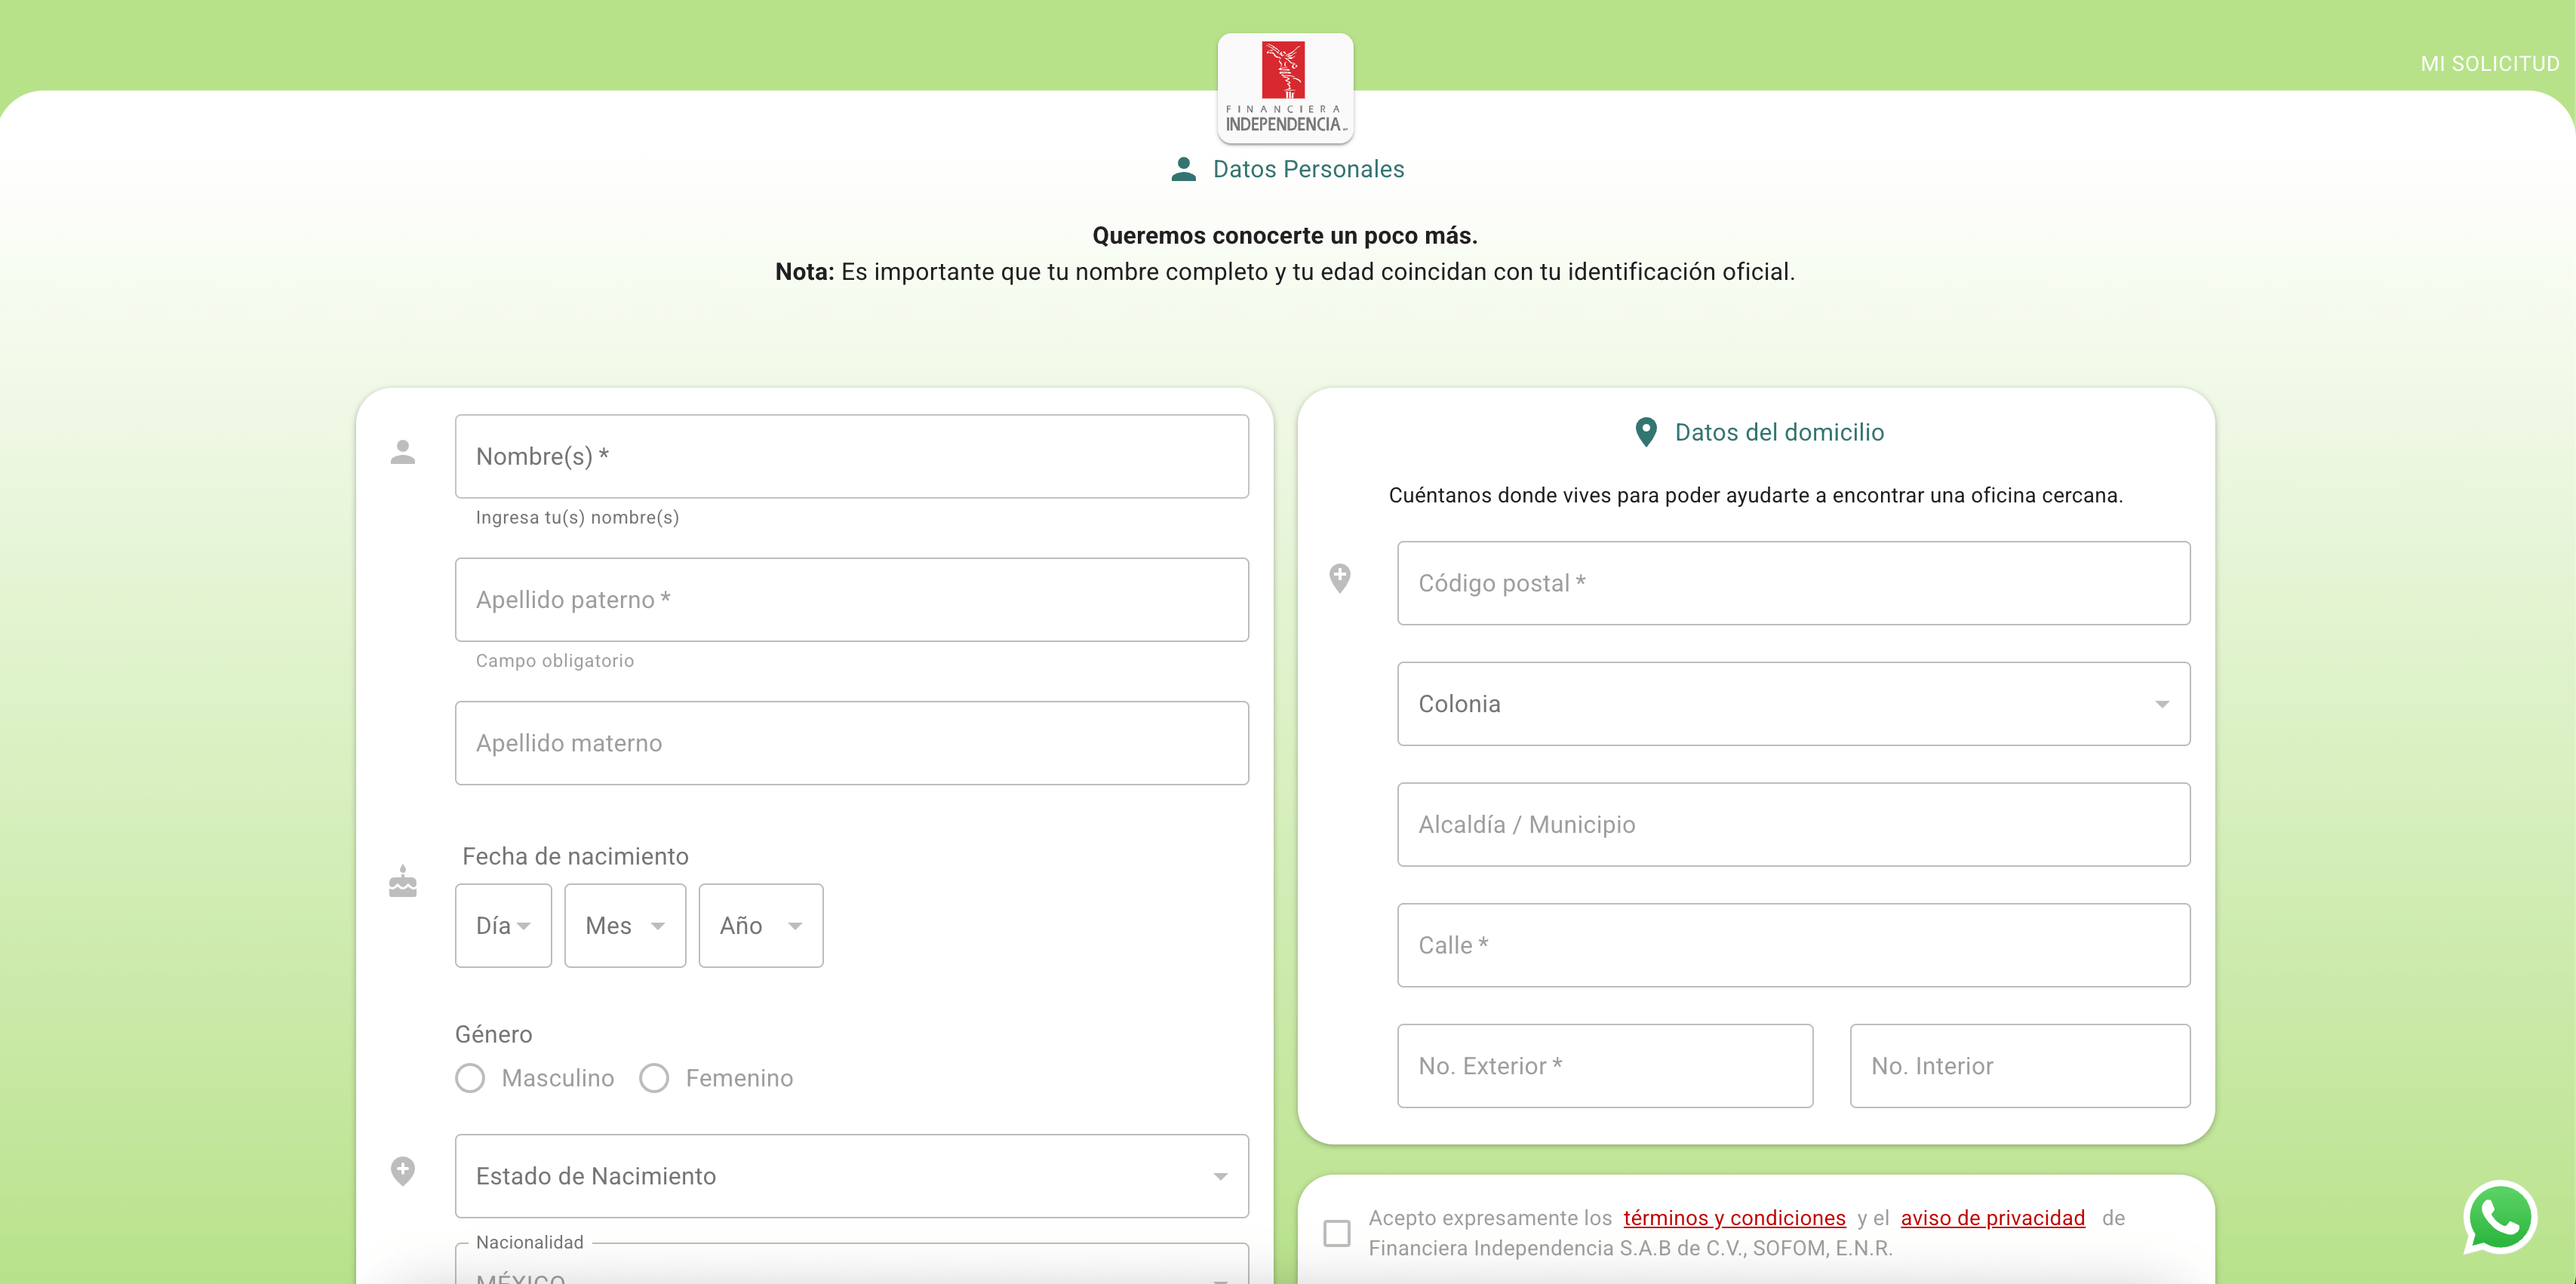 MI SOLICITUD
FINANCIERA
INDEPENDENCIA
Datos Personales
Queremos conocerte un poco más.
Nota: Es importante que tu nombre completo y tu edad coincidan con tu identificación oficial.
Nombre(s) *
Ingresa tu(s) nombre(s)
Apellido paterno *
Campo obligatorio
Apellido materno
Fecha de nacimiento
Día
Mes
Año
Género
Masculino
Femenino
Estado de Nacimiento
Nacionalidad
MÉXICO
Datos del domicilio
Cuéntanos donde vives para poder ayudarte a encontrar una oficina cercana.
Código postal *
Colonia
Alcaldía / Municipio
Calle *
No. Exterior *
No. Interior
Acepto expresamente los términos y condiciones y el aviso de privacidad de
Financiera Independencia S.A.B de C.V., SOFOM, E.N.R.